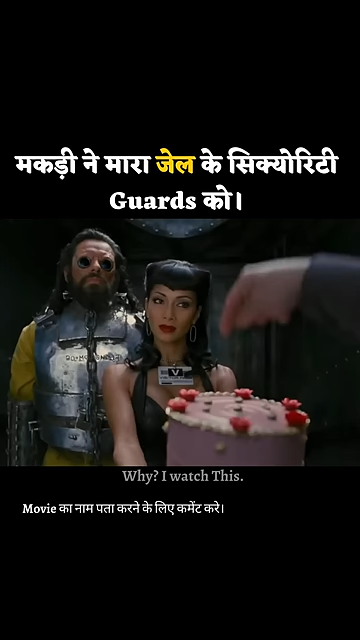 मकड़ी ने मारा जेल के सिक्योरिटी
Guards को।
V
Why? I watch This.
Movie का नाम पता करने के लिए कमेंट करे।